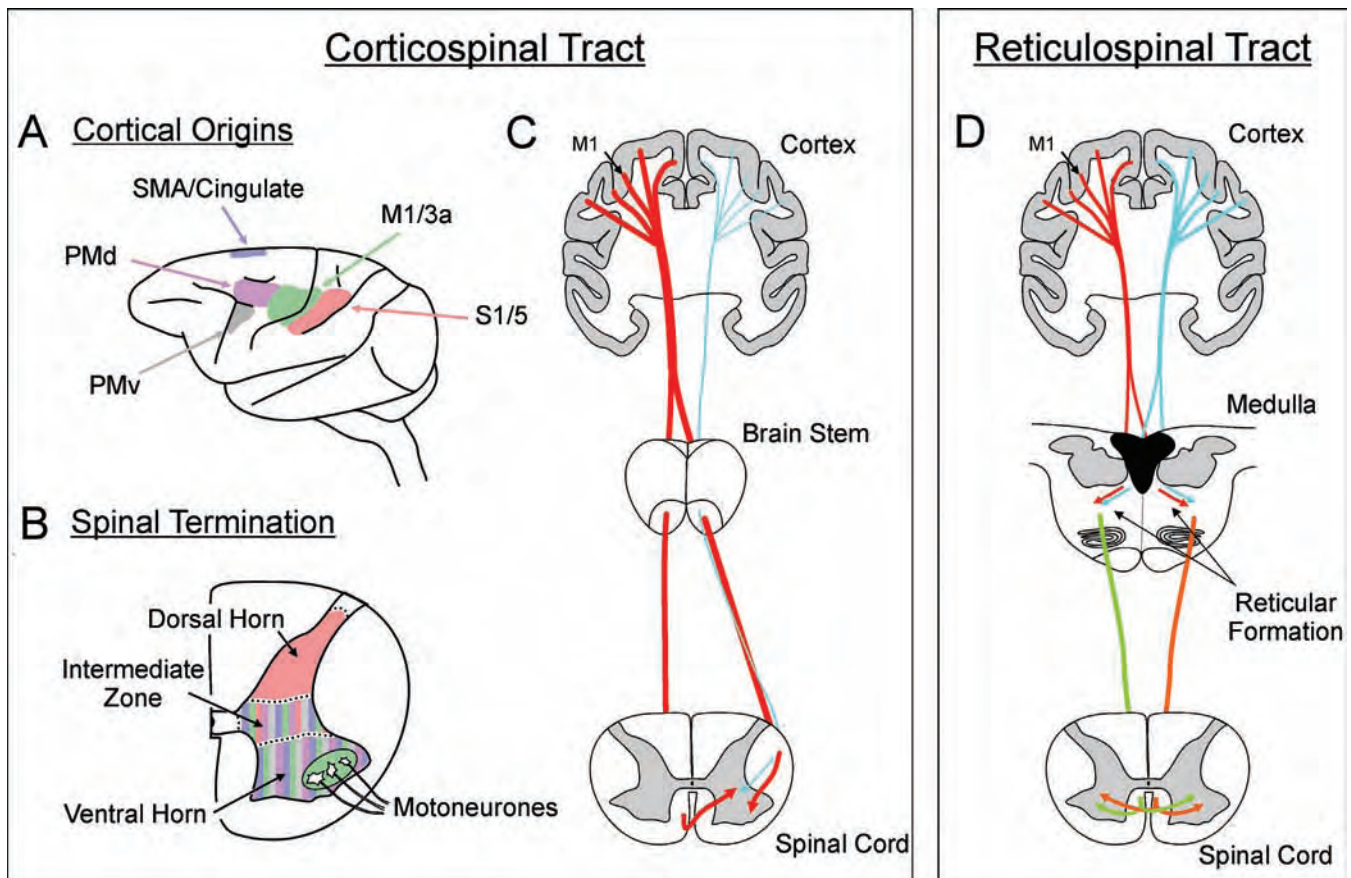 Corticospinal Tract
A Cortical Origins
SMA/Cingulate
M1/3a
PMd
S1/5
PMv
B Spinal Termination
Dorsal Horn
Intermediate
Zone
Ventral Horn
Motoneurones
C
M1
Cortex
Brain Stem
Spinal Cord
Reticulospinal Tract
D
M1
Cortex
Medulla
Reticular
Formation
Spinal Cord